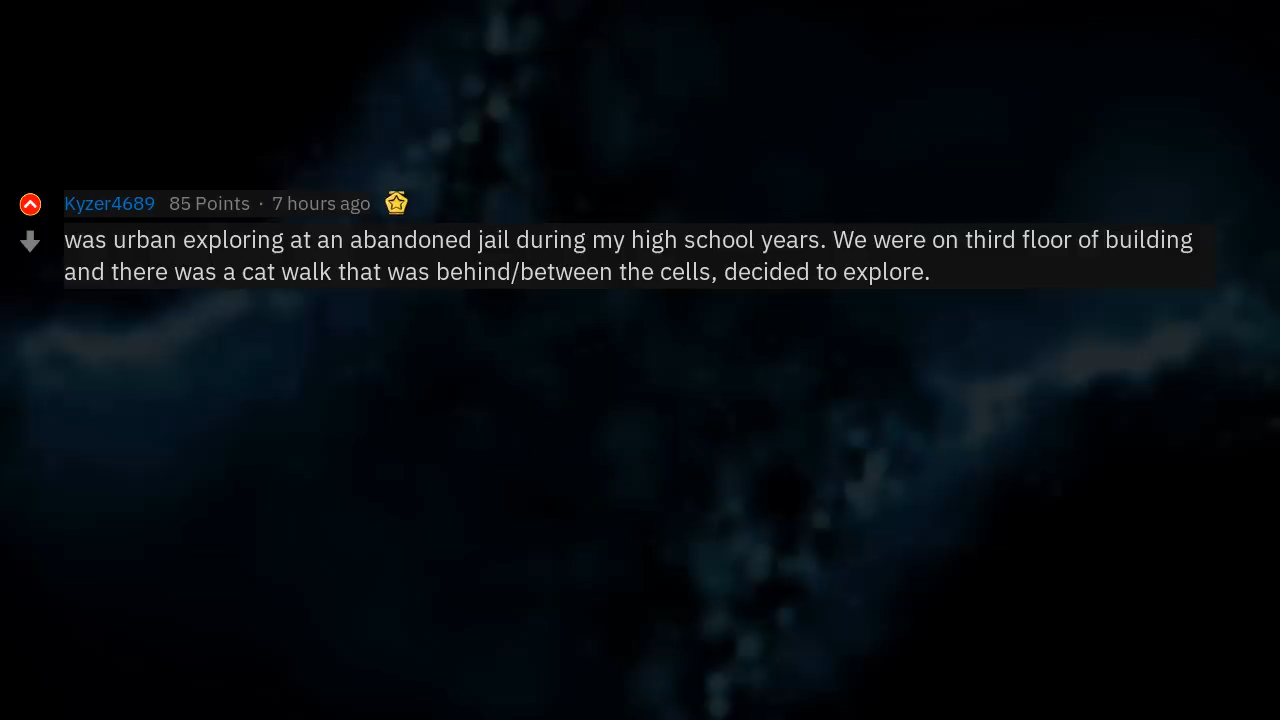 Kyzer4689 85 Points · 7 hours ago
was urban exploring at an abandoned jail during my high school years. We were on third floor of building
and there was a cat walk that was behind/between the cells, decided to explore.